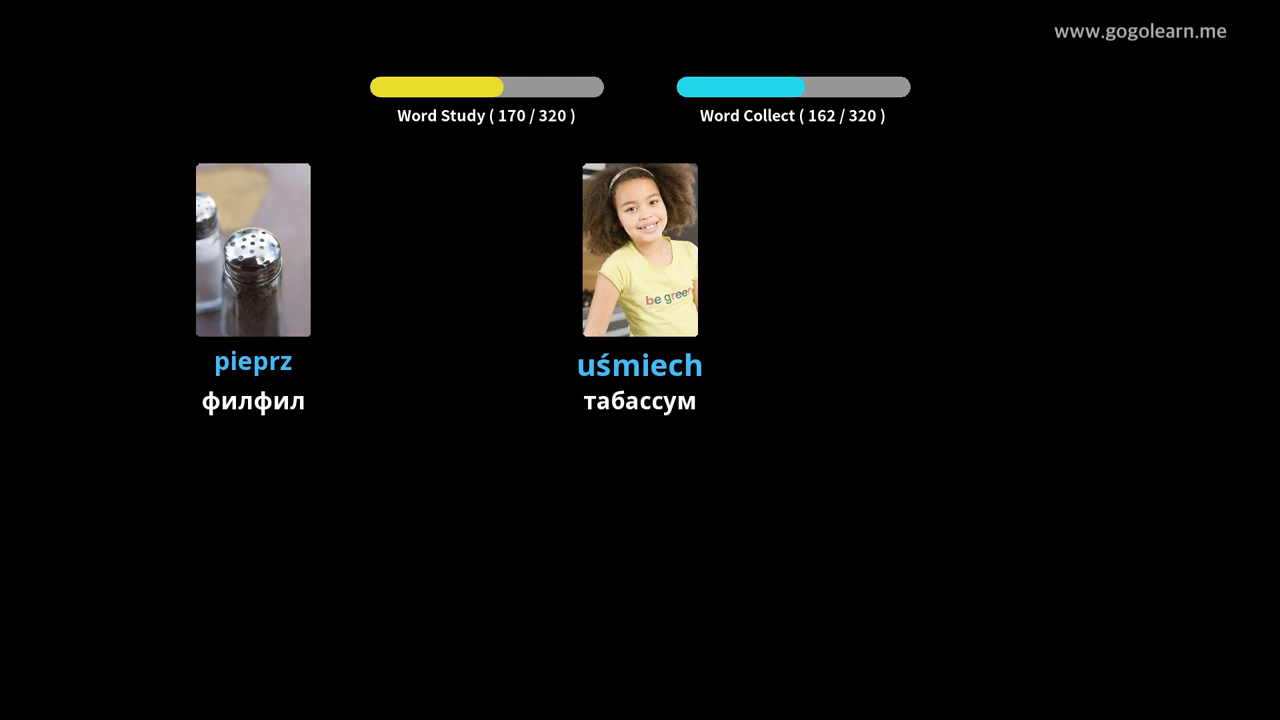 www.gogolearn.me
Word Study ( 170 / 320 )
Word Collect ( 162 / 320 )
be green
pieprz
uśmiech
филфил
табассум